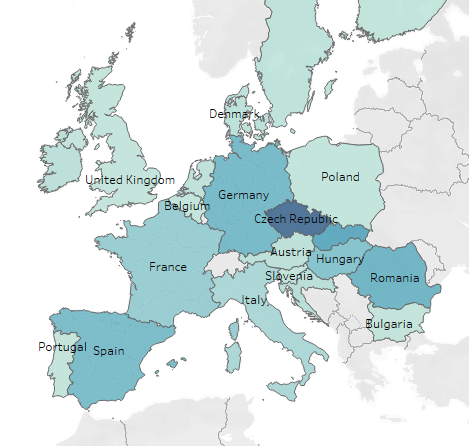 Denmark
United Kingdom
Poland
Germany
Belgium
Czech Republic
Austria
Hungary
France
Slovenia
Romania
Italy
Bulgaria
Portugal
Spain